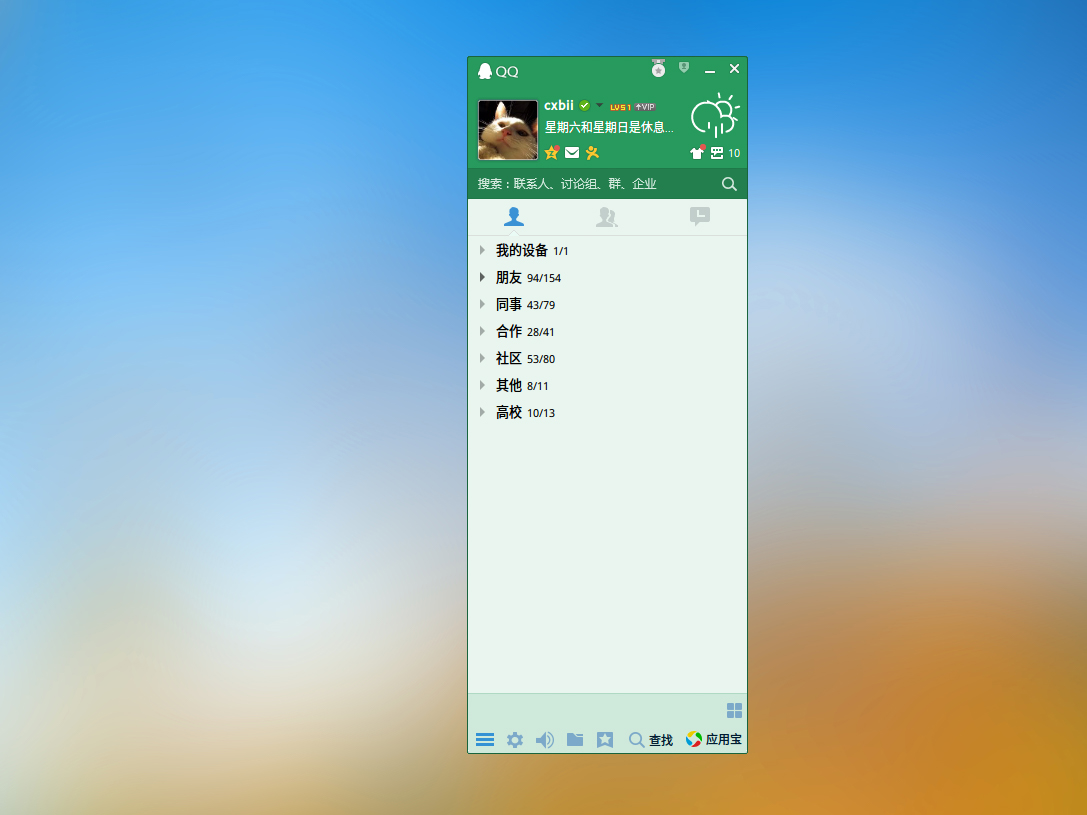 QQ
cxbii
LV51 VIP
星期六和星期日是休息...
10
搜索：联系人、讨论组、群、企业
我的设备 1/1
朋友 94/154
同事 43/79
合作 28/41
社区 53/80
其他 8/11
高校 10/13
查找 应用宝